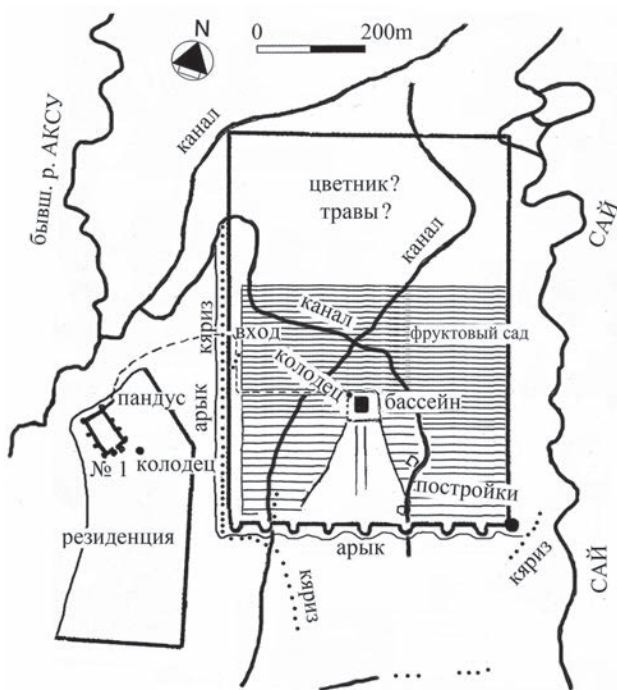 N
0 200m
канал
бывш. р. АКСУ
цветник?
травы?
канал
САЙ
кяриз
вход
канал
фруктовый сад
колодец
бассейн
арык
пандус
№ 1
колодец
постройки
резиденция
арык
кяриз
кяриз
САЙ